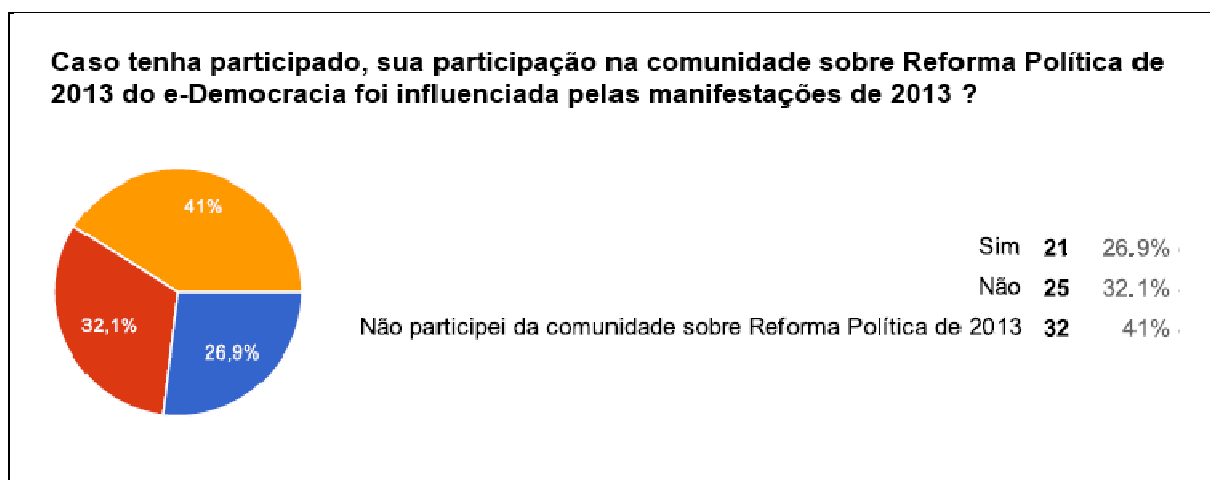 Caso tenha participado, sua participação na comunidade sobre Reforma Política de
2013 do e-Democracia foi influenciada pelas manifestações de 2013 ?
41%
32,1%
26,9%
Sim 21 26.9%
Não 25 32.1%
Não participei da comunidade sobre Reforma Política de 2013 32 41%